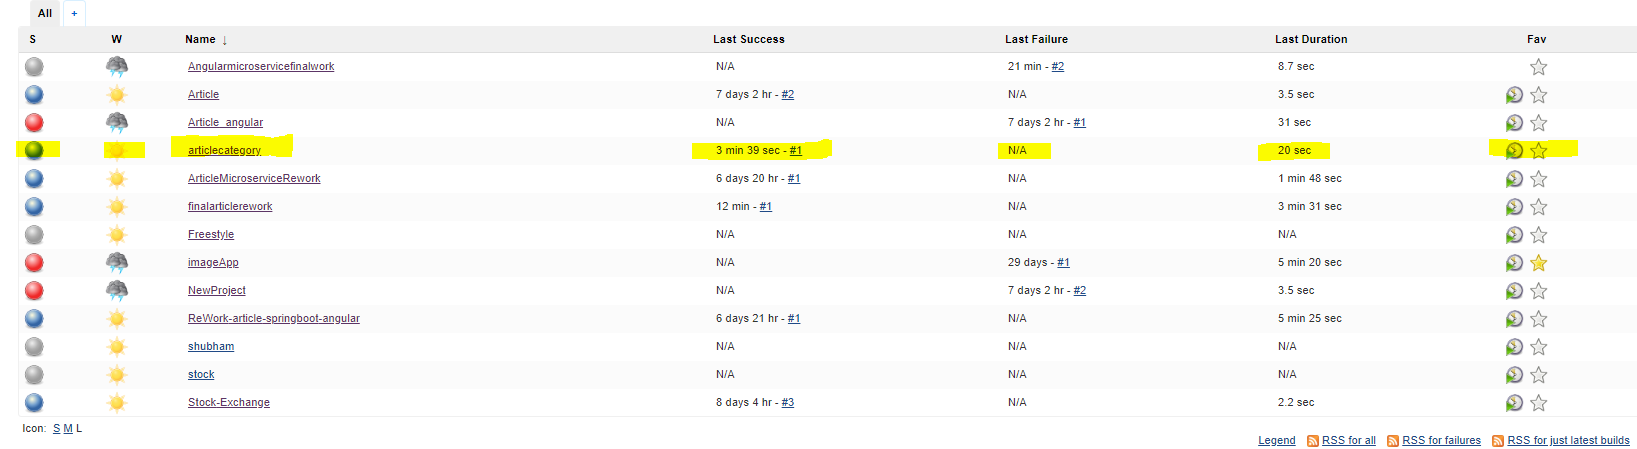 All +
S W Name ↓ Last Success Last Failure Last Duration Fav
Angularmicroservicefinalwork N/A 21 min - #2 8.7 sec
Article 7 days 2 hr - #2 N/A 3.5 sec
Article_angular N/A 7 days 2 hr - #1 31 sec
articlecategory 3 min 39 sec - #1 N/A 20 sec
ArticleMicroserviceRework 6 days 20 hr - #1 N/A 1 min 48 sec
finalarticlerework 12 min - #1 N/A 3 min 31 sec
Freestyle N/A N/A N/A
imageApp N/A 29 days - #1 5 min 20 sec
NewProject N/A 7 days 2 hr - #2 3.5 sec
ReWork-article-springboot-angular 6 days 21 hr - #1 N/A 5 min 25 sec
shubham N/A N/A N/A
stock N/A N/A N/A
Stock-Exchange 8 days 4 hr - #3 N/A 2.2 sec
Icon: S M L
Legend RSS for all RSS for failures RSS for just latest builds